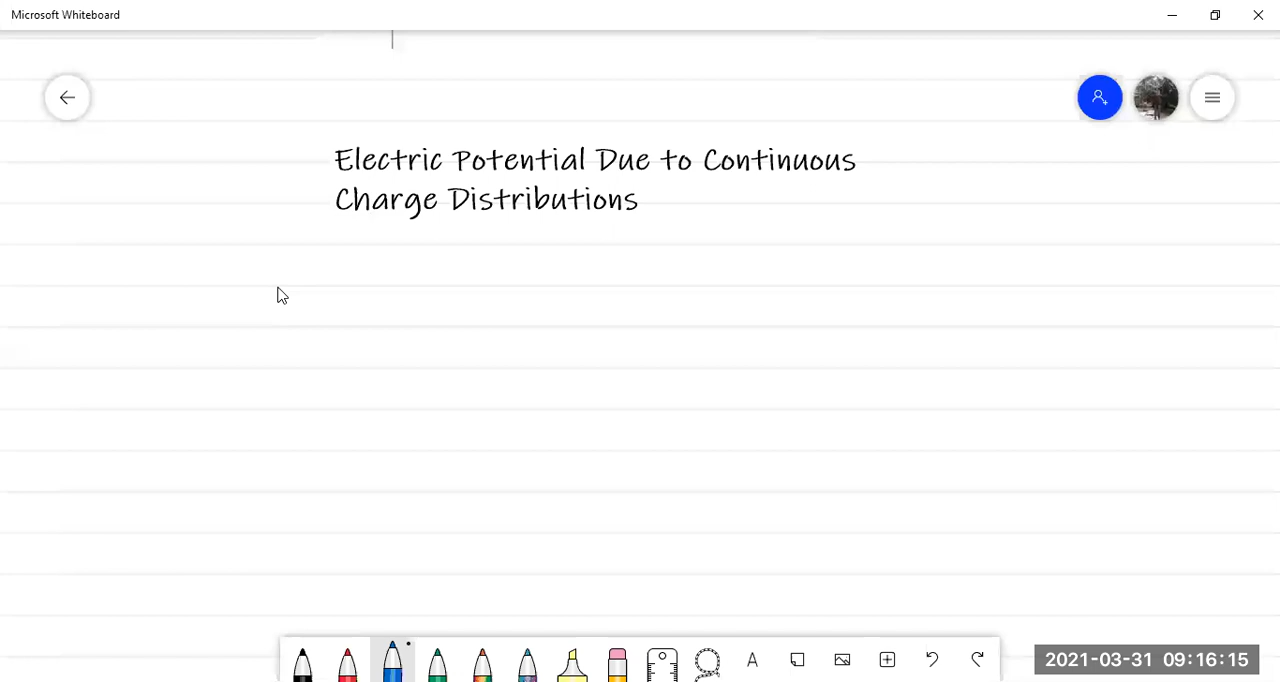 Microsoft Whiteboard
Electric Potential Due to Continuous
Charge Distributions
A
2021-03-31 09:16:15